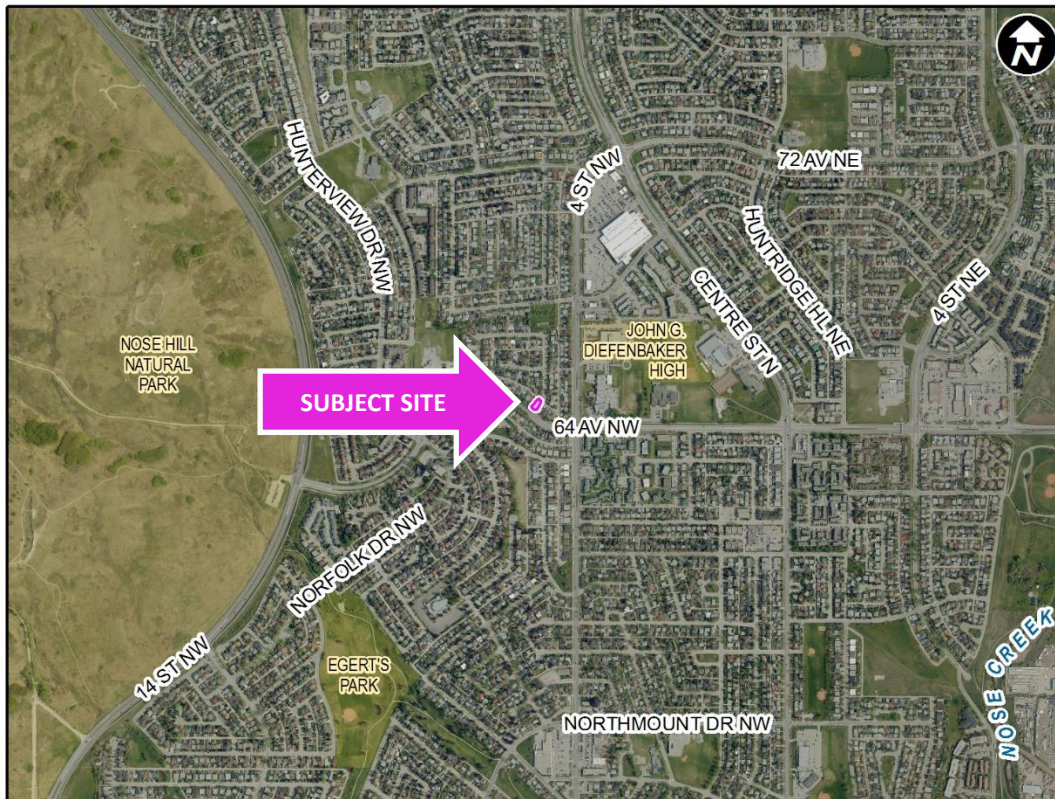 N
HUNTERVIEW DR NW
4 ST NW
72 AV NE
HUNTRIDGE HL NE
4 ST NE
CENTRE ST N
NOSE HILL
NATURAL
PARK
JOHN G.
DIEFENBAKER
HIGH
SUBJECT SITE
64 AV NW
NORFOLK DR NW
14 ST NW
EGERT'S
PARK
NORTHMOUNT DR NW
NOSE CREEK